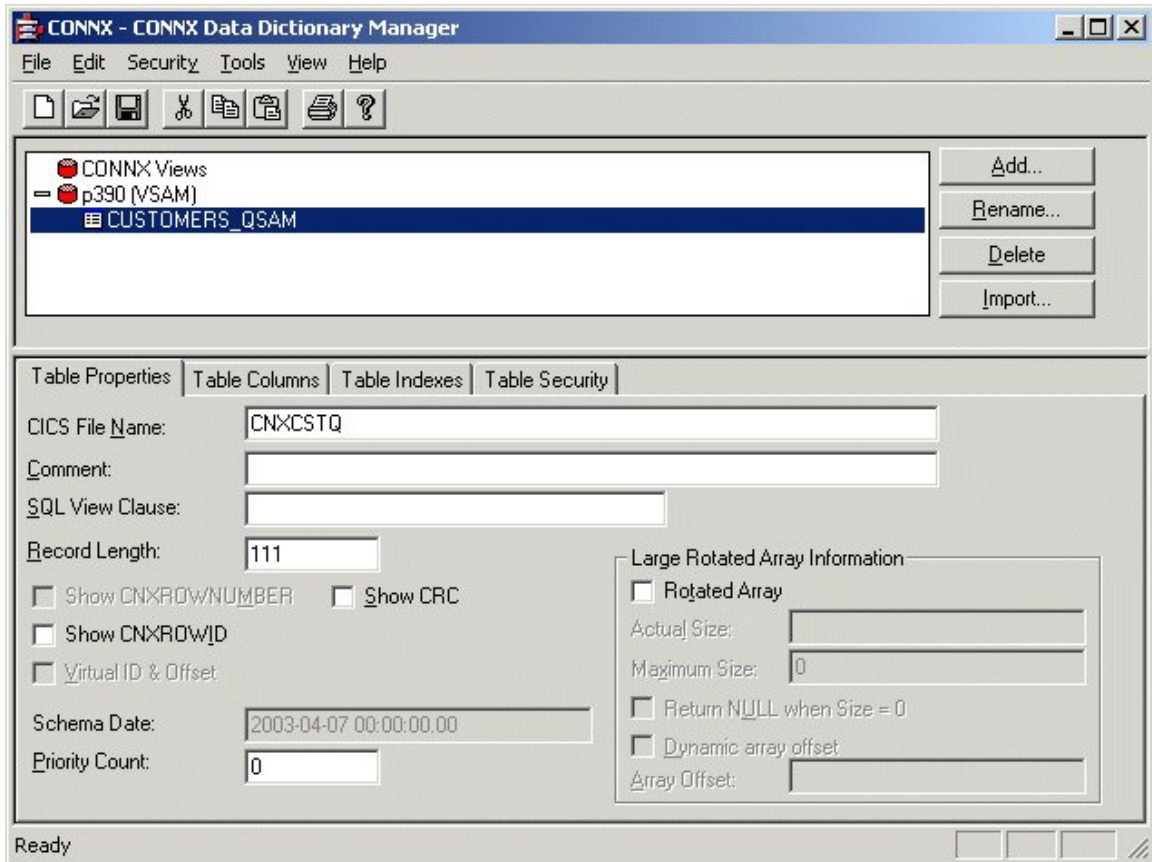 CONNX - CONNX Data Dictionary Manager
File Edit Security Tools View Help
CONNX Views
p390 (VSAM)
CUSTOMERS_QSAM
Add...
Rename...
Delete
Import...
Table Properties Table Columns Table Indexes Table Security
CICS File Name: CNXCSTQ
Comment:
SQL View Clause:
Record Length: 111
Show CNXROWNUMBER Show CRC
Show CNXROWID
Virtual ID & Offset
Schema Date: 2003-04-07 00:00:00.00
Priority Count: 0
Large Rotated Array Information
Rotated Array
Actual Size:
Maximum Size: 0
Return NULL when Size = 0
Dynamic array offset
Array Offset:
Ready